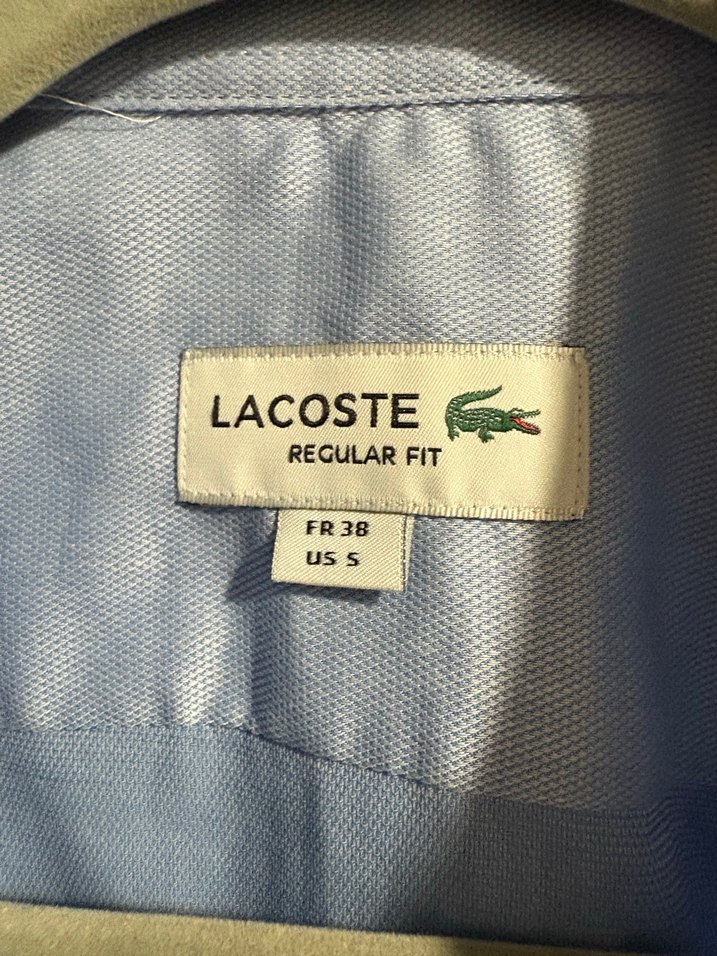 LACOSTE
REGULAR FIT
FR 38
US S